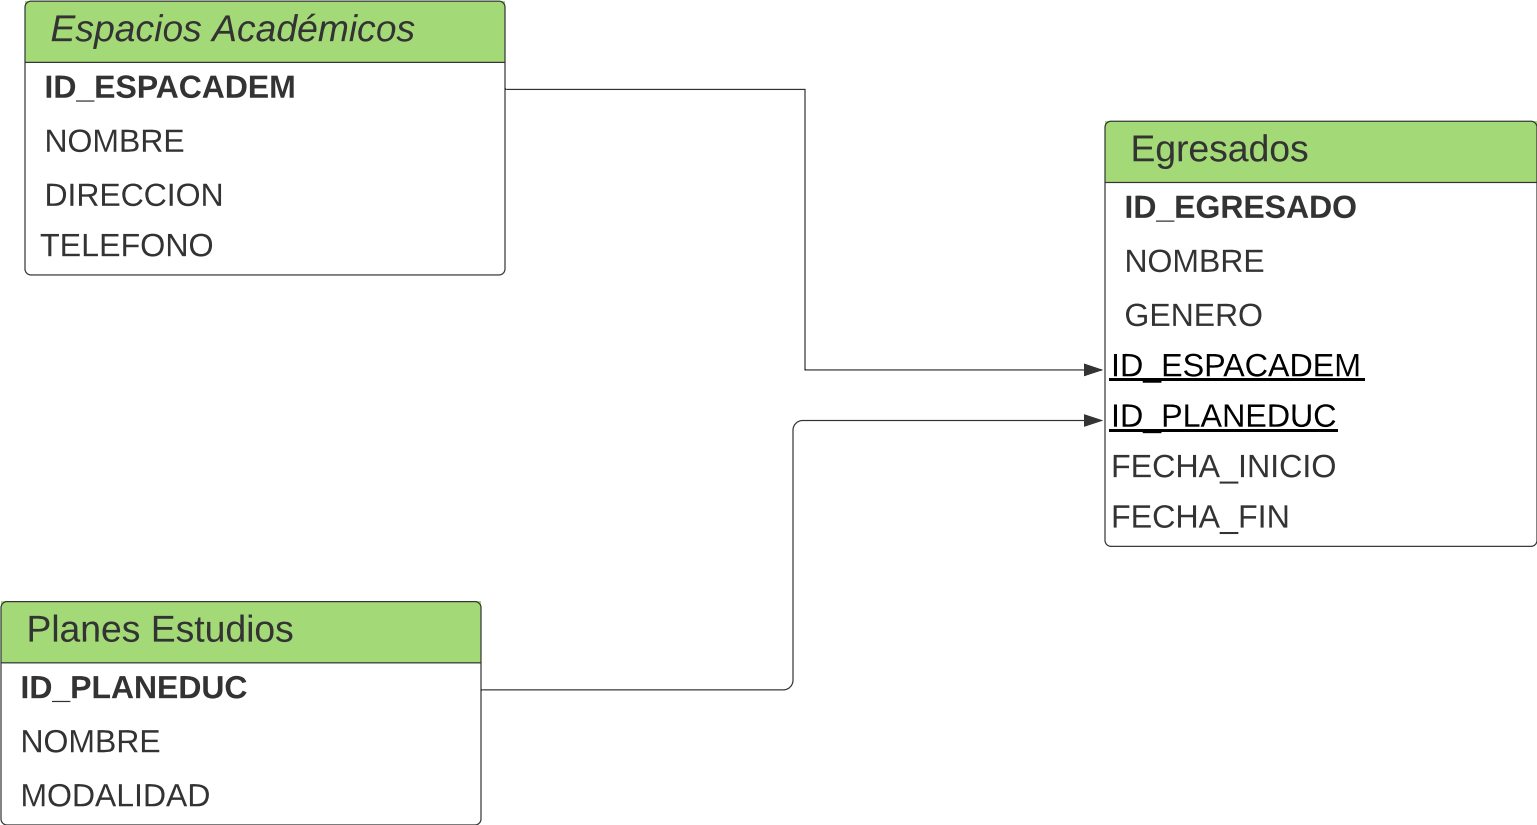 Espacios Académicos
ID_ESPACADEM
NOMBRE
DIRECCION
TELEFONO
Egresados
ID_EGRESADO
NOMBRE
GENERO
ID_ESPACADEM
ID_PLANEDUC
FECHA_INICIO
FECHA_FIN
Planes Estudios
ID_PLANEDUC
NOMBRE
MODALIDAD